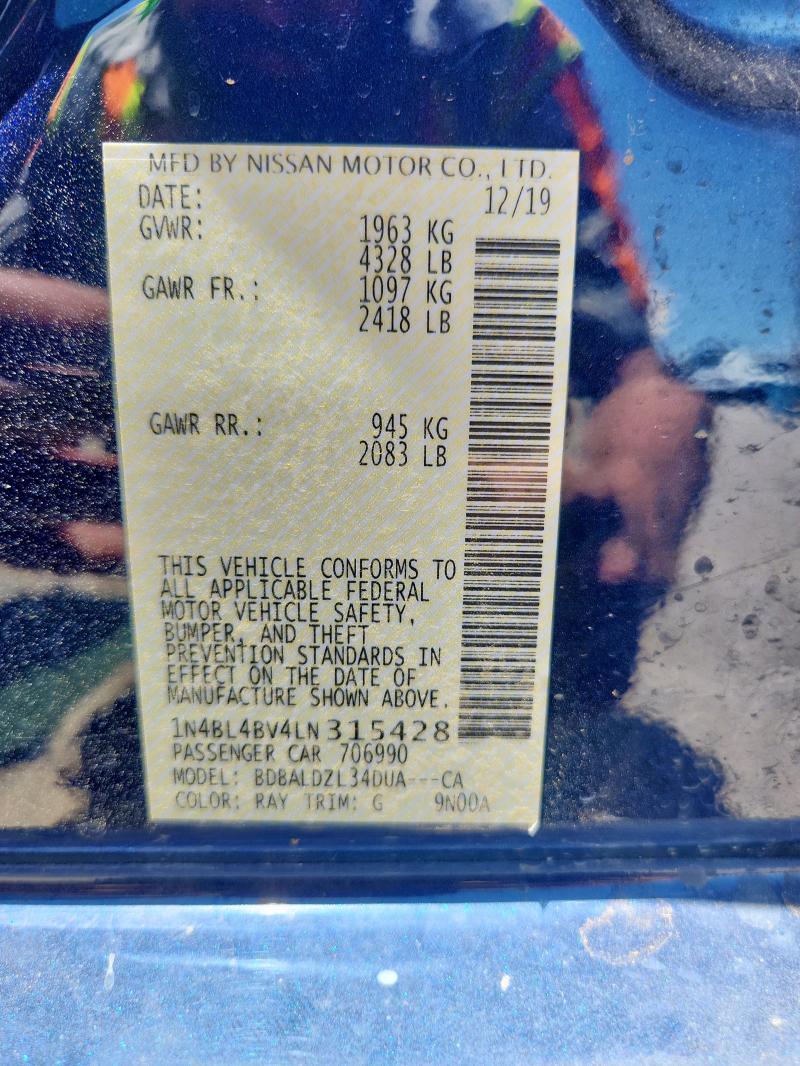 MFD BY NISSAN MOTOR CO., LTD.
DATE: 12/19
GVWR: 1963 KG
4328 LB
GAWR FR.: 1097 KG
2418 LB
GAWR RR.: 945 KG
2083 LB
THIS VEHICLE CONFORMS TO
ALL APPLICABLE FEDERAL
MOTOR VEHICLE SAFETY,
BUMPER, AND THEFT
PREVENTION STANDARDS IN
EFFECT ON THE DATE OF
MANUFACTURE SHOWN ABOVE.
1N4BL4BV4LN315428
PASSENGER CAR 706990
MODEL: BDBALDZL34DUA---CA
COLOR: RAY TRIM: G 9N00A